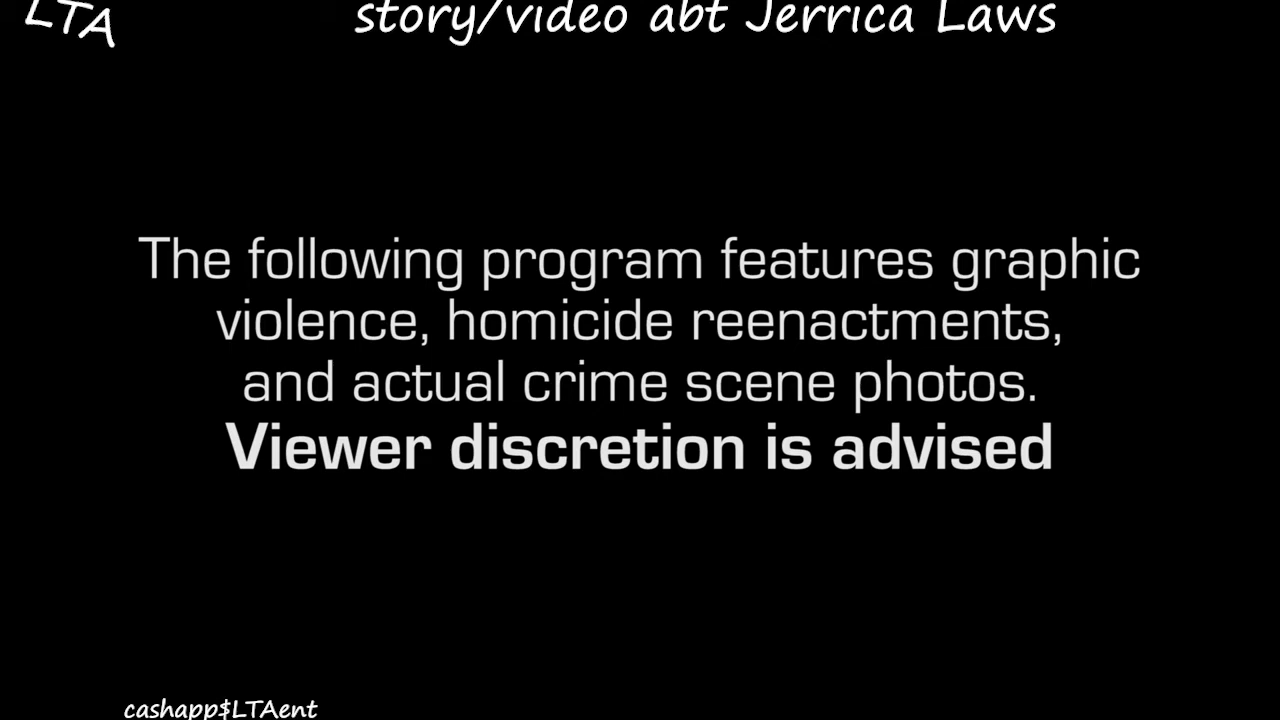 LTA
story/video abt Jerrica Laws
The following program features graphic
violence, homicide reenactments,
and actual crime scene photos.
Viewer discretion is advised
cashapp$LTAent